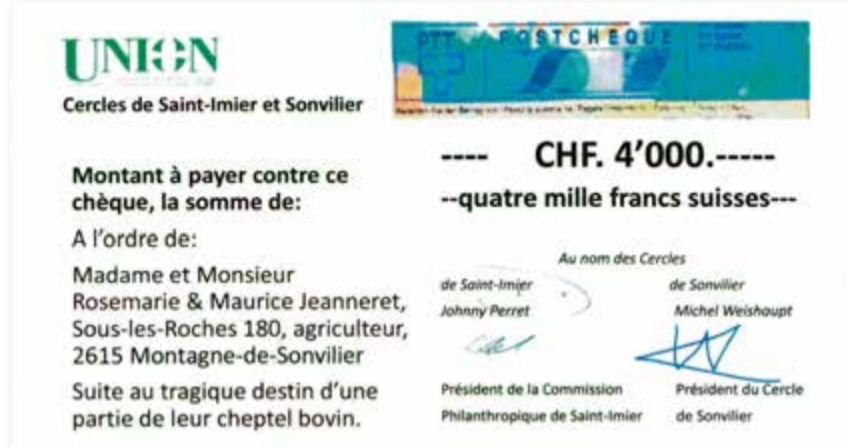 UNION
Cercles de Saint-Imier et Sonvilier
PTT POSTCHEQUE
Montant à payer contre ce
chèque, la somme de:
A l'ordre de:
Madame et Monsieur
Rosemarie & Maurice Jeanneret,
Sous-les-Roches 180, agriculteur,
2615 Montagne-de-Sonvilier
Suite au tragique destin d'une
partie de leur cheptel bovin.
---- CHF. 4'000.-----
--quatre mille francs suisses---
Au nom des Cercles
de Saint-Imier de Sonvilier
Johnny Perret Michel Weishaupt
Président de la Commission Président du Cercle
Philanthropique de Saint-Imier de Sonvilier